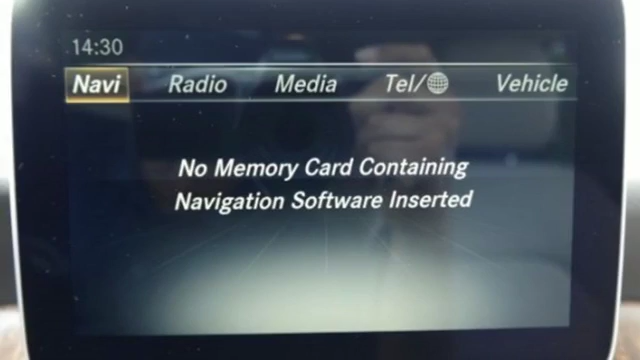 14:30
Navi Radio Media Tel/ Vehicle
No Memory Card Containing
Navigation Software Inserted